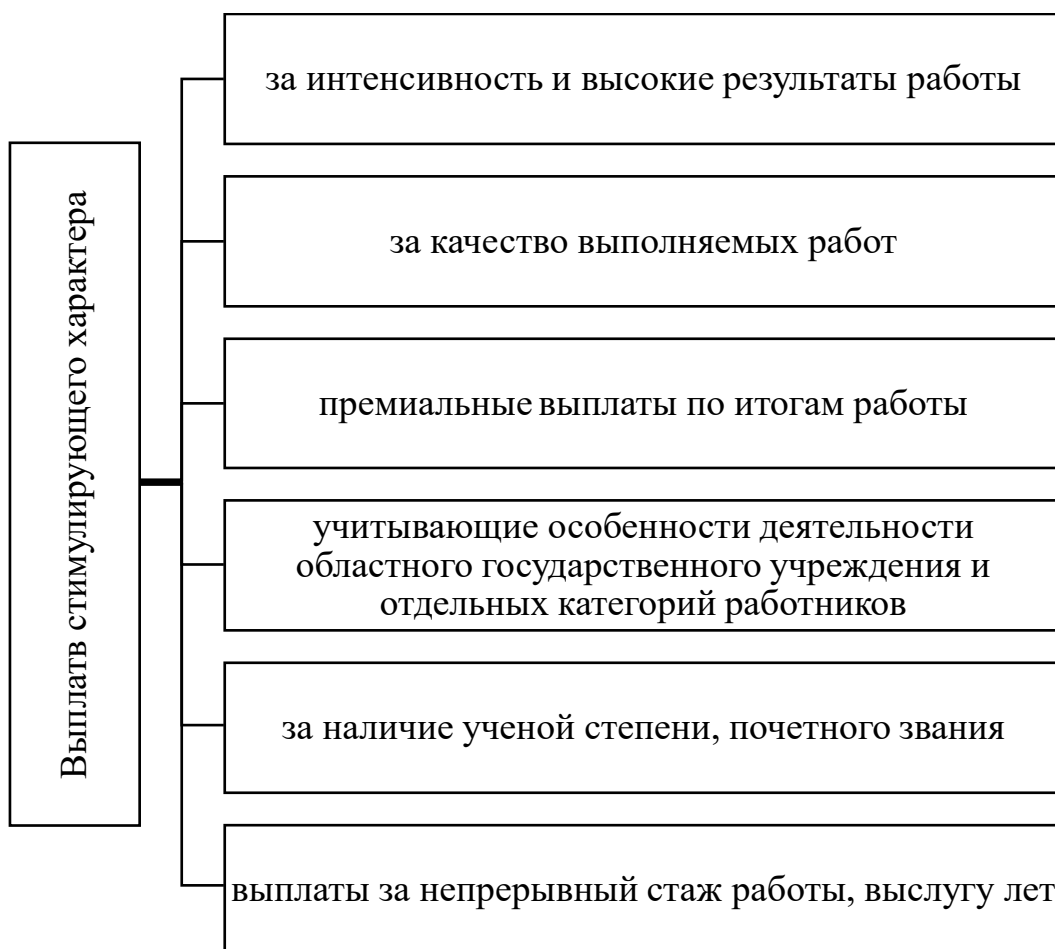 Выплатв стимулирующего характера
за интенсивность и высокие результаты работы
за качество выполняемых работ
премиальные выплаты по итогам работы
учитывающие особенности деятельности
областного государственного учреждения и
отдельных категорий работников
за наличие ученой степени, почетного звания
выплаты за непрерывный стаж работы, выслугу лет